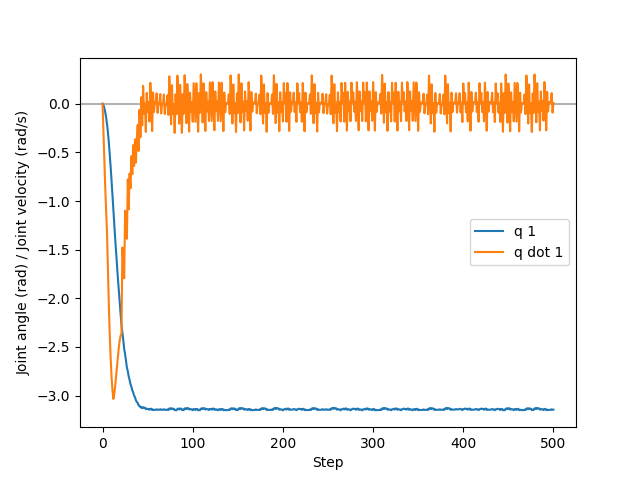 Joint angle (rad) / Joint velocity (rad/s)
0.0
−0.5
−1.0
−1.5
−2.0
−2.5
−3.0
q 1
q dot 1
0 100 200 300 400 500
Step